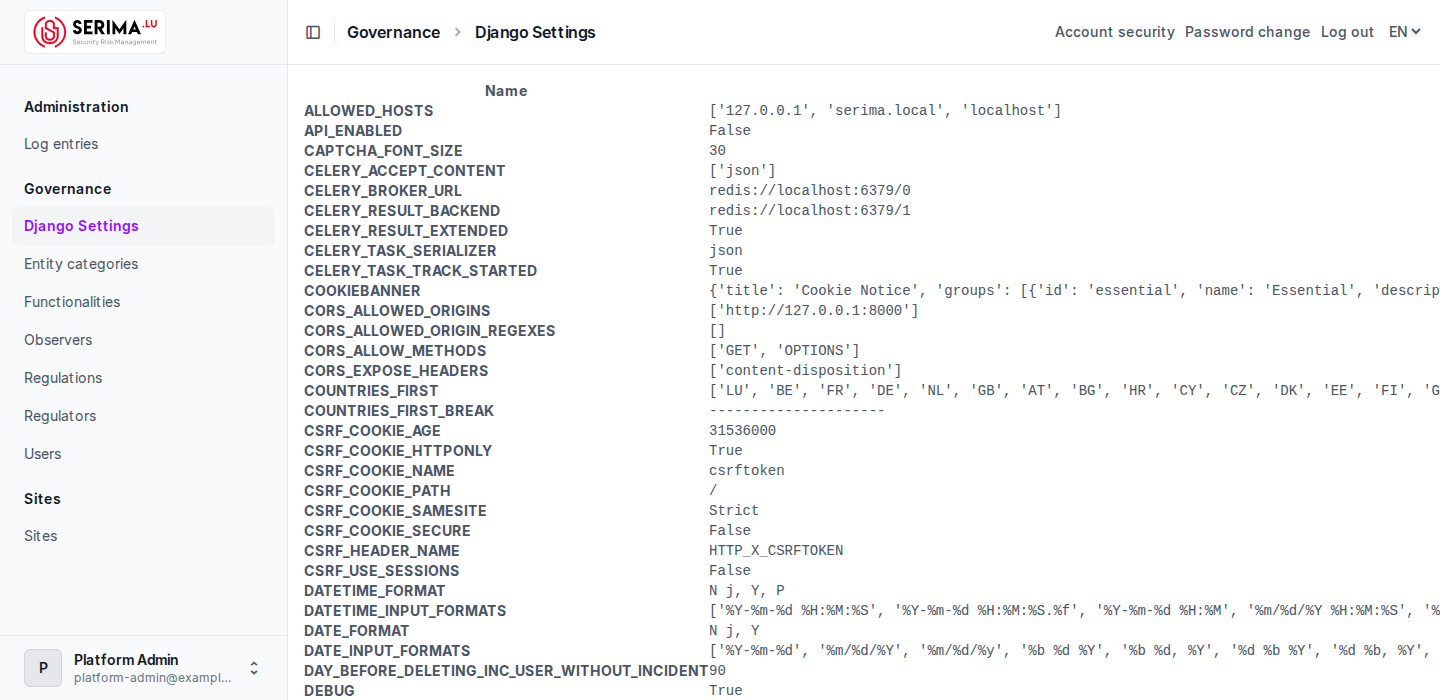 SERIMA.LU
Security Risk Management
Governance > Django Settings
Account security Password change Log out EN
Administration
Log entries
Governance
Django Settings
Entity categories
Functionalities
Observers
Regulations
Regulators
Users
Sites
Sites
P
Platform Admin
platform-admin@exampl...
Name
ALLOWED_HOSTS ['127.0.0.1', 'serima.local', 'localhost']
API_ENABLED False
CAPTCHA_FONT_SIZE 30
CELERY_ACCEPT_CONTENT ['json']
CELERY_BROKER_URL redis://localhost:6379/0
CELERY_RESULT_BACKEND redis://localhost:6379/1
CELERY_RESULT_EXTENDED True
CELERY_TASK_SERIALIZER json
CELERY_TASK_TRACK_STARTED True
COOKIEBANNER {'title': 'Cookie Notice', 'groups': [{'id': 'essential', 'name': 'Essential', 'descrip
CORS_ALLOWED_ORIGINS ['http://127.0.0.1:8000']
CORS_ALLOWED_ORIGIN_REGEXES []
CORS_ALLOW_METHODS ['GET', 'OPTIONS']
CORS_EXPOSE_HEADERS ['content-disposition']
COUNTRIES_FIRST ['LU', 'BE', 'FR', 'DE', 'NL', 'GB', 'AT', 'BG', 'HR', 'CY', 'CZ', 'DK', 'EE', 'FI', 'G
COUNTRIES_FIRST_BREAK ---------------------
CSRF_COOKIE_AGE 31536000
CSRF_COOKIE_HTTPONLY True
CSRF_COOKIE_NAME csrftoken
CSRF_COOKIE_PATH /
CSRF_COOKIE_SAMESITE Strict
CSRF_COOKIE_SECURE False
CSRF_HEADER_NAME HTTP_X_CSRFTOKEN
CSRF_USE_SESSIONS False
DATETIME_FORMAT N j, Y, P
DATETIME_INPUT_FORMATS ['%Y-%m-%d %H:%M:%S', '%Y-%m-%d %H:%M:%S.%f', '%Y-%m-%d %H:%M', '%m/%d/%Y %H:%M:%S', '%
DATE_FORMAT N j, Y
DATE_INPUT_FORMATS ['%Y-%m-%d', '%m/%d/%Y', '%m/%d/%y', '%b %d %Y', '%b %d, %Y', '%d %b %Y', '%d %b, %Y',
DAY_BEFORE_DELETING_INC_USER_WITHOUT_INCIDENT 90
DEBUG True